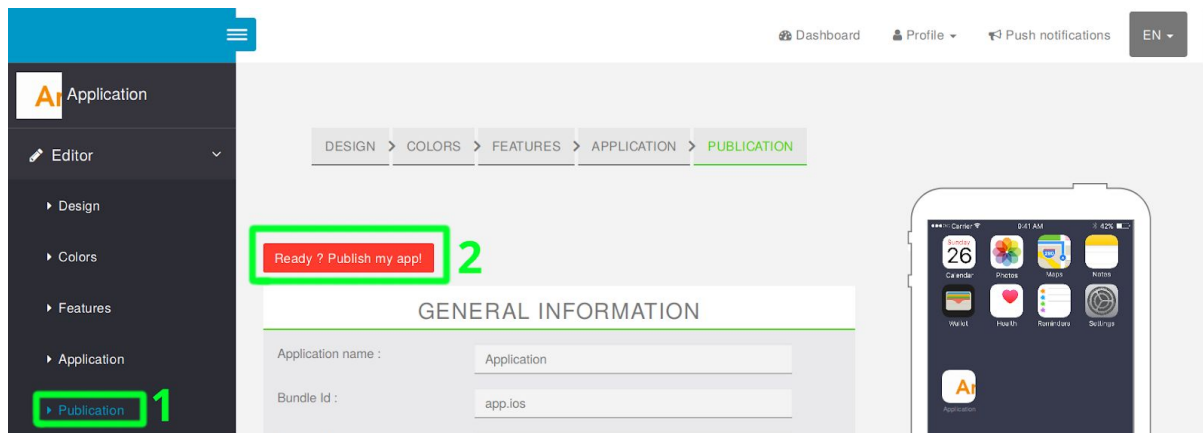 Dashboard
Profile
Push notifications
EN
Ar
Application
Editor
Design
Colors
Features
Application
Publication
1
DESIGN > COLORS > FEATURES > APPLICATION > PUBLICATION
Ready ? Publish my app!
2
GENERAL INFORMATION
Application name :
Application
Bundle Id :
app.ios
Carrier
9:41 AM
42%
Sunday
26
Calendar
Photos
Maps
Notes
Wallet
Health
Reminders
Settings
Ar
Application